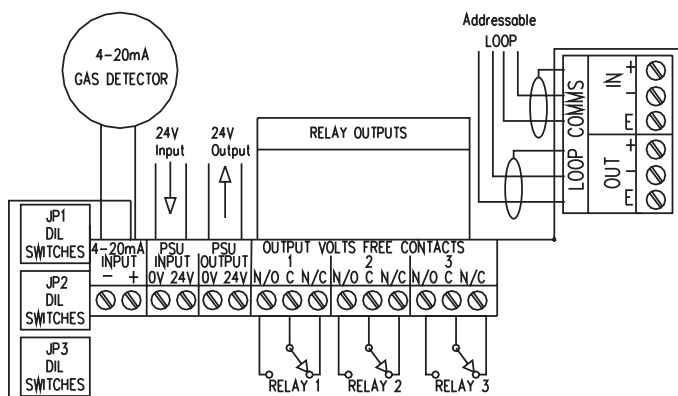 Addressable
LOOP
4-20mA
GAS DETECTOR
24V
Input
24V
Output
RELAY OUTPUTS
LOOP COMMS
IN
+
-
E
OUT
+
-
E
JP1
DIL
SWITCHES
JP2
DIL
SWITCHES
JP3
DIL
SWITCHES
4-20mA
INPUT
- +
PSU
INPUT
0V 24V
PSU
OUTPUT
0V 24V
OUTPUT VOLTS FREE CONTACTS
1 2 3
N/O C N/C N/O C N/C N/O C N/C
RELAY 1 RELAY 2 RELAY 3